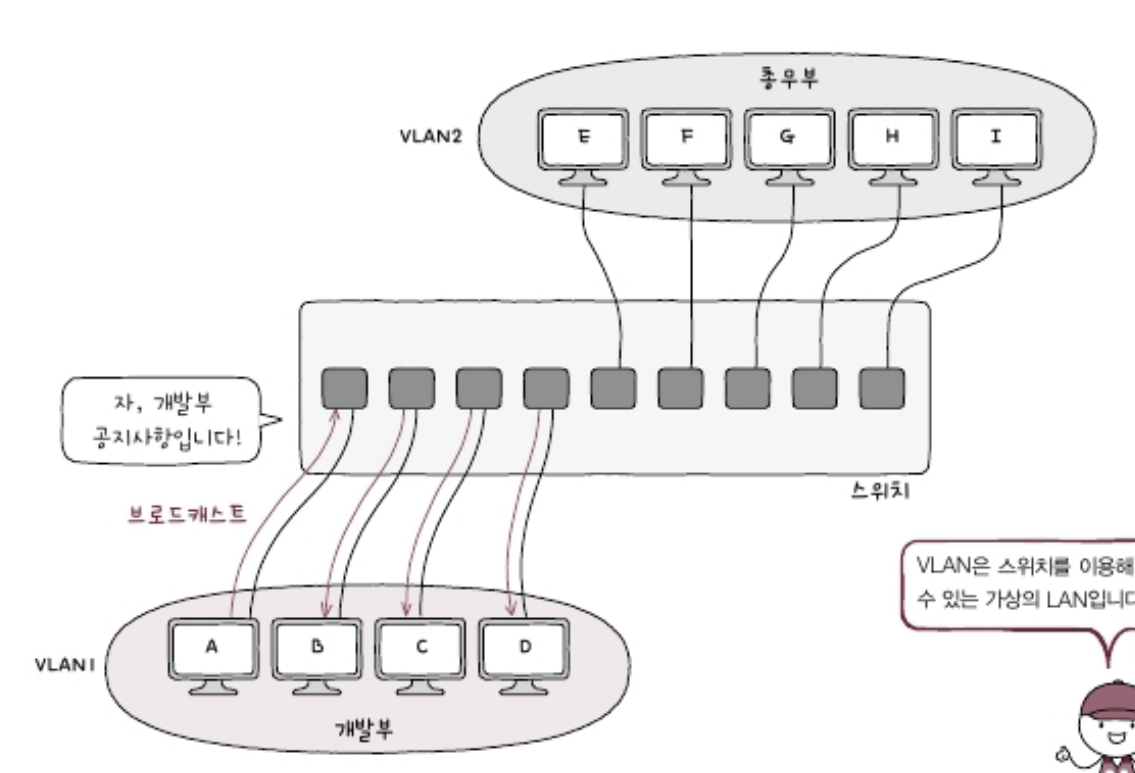 총무부
VLAN2
E F G H I
자, 개발부
공지사항입니다!
스위치
브로드캐스트
VLAN은 스위치를 이용해
수 있는 가상의 LAN입니다
A B C D
VLAN1
개발부